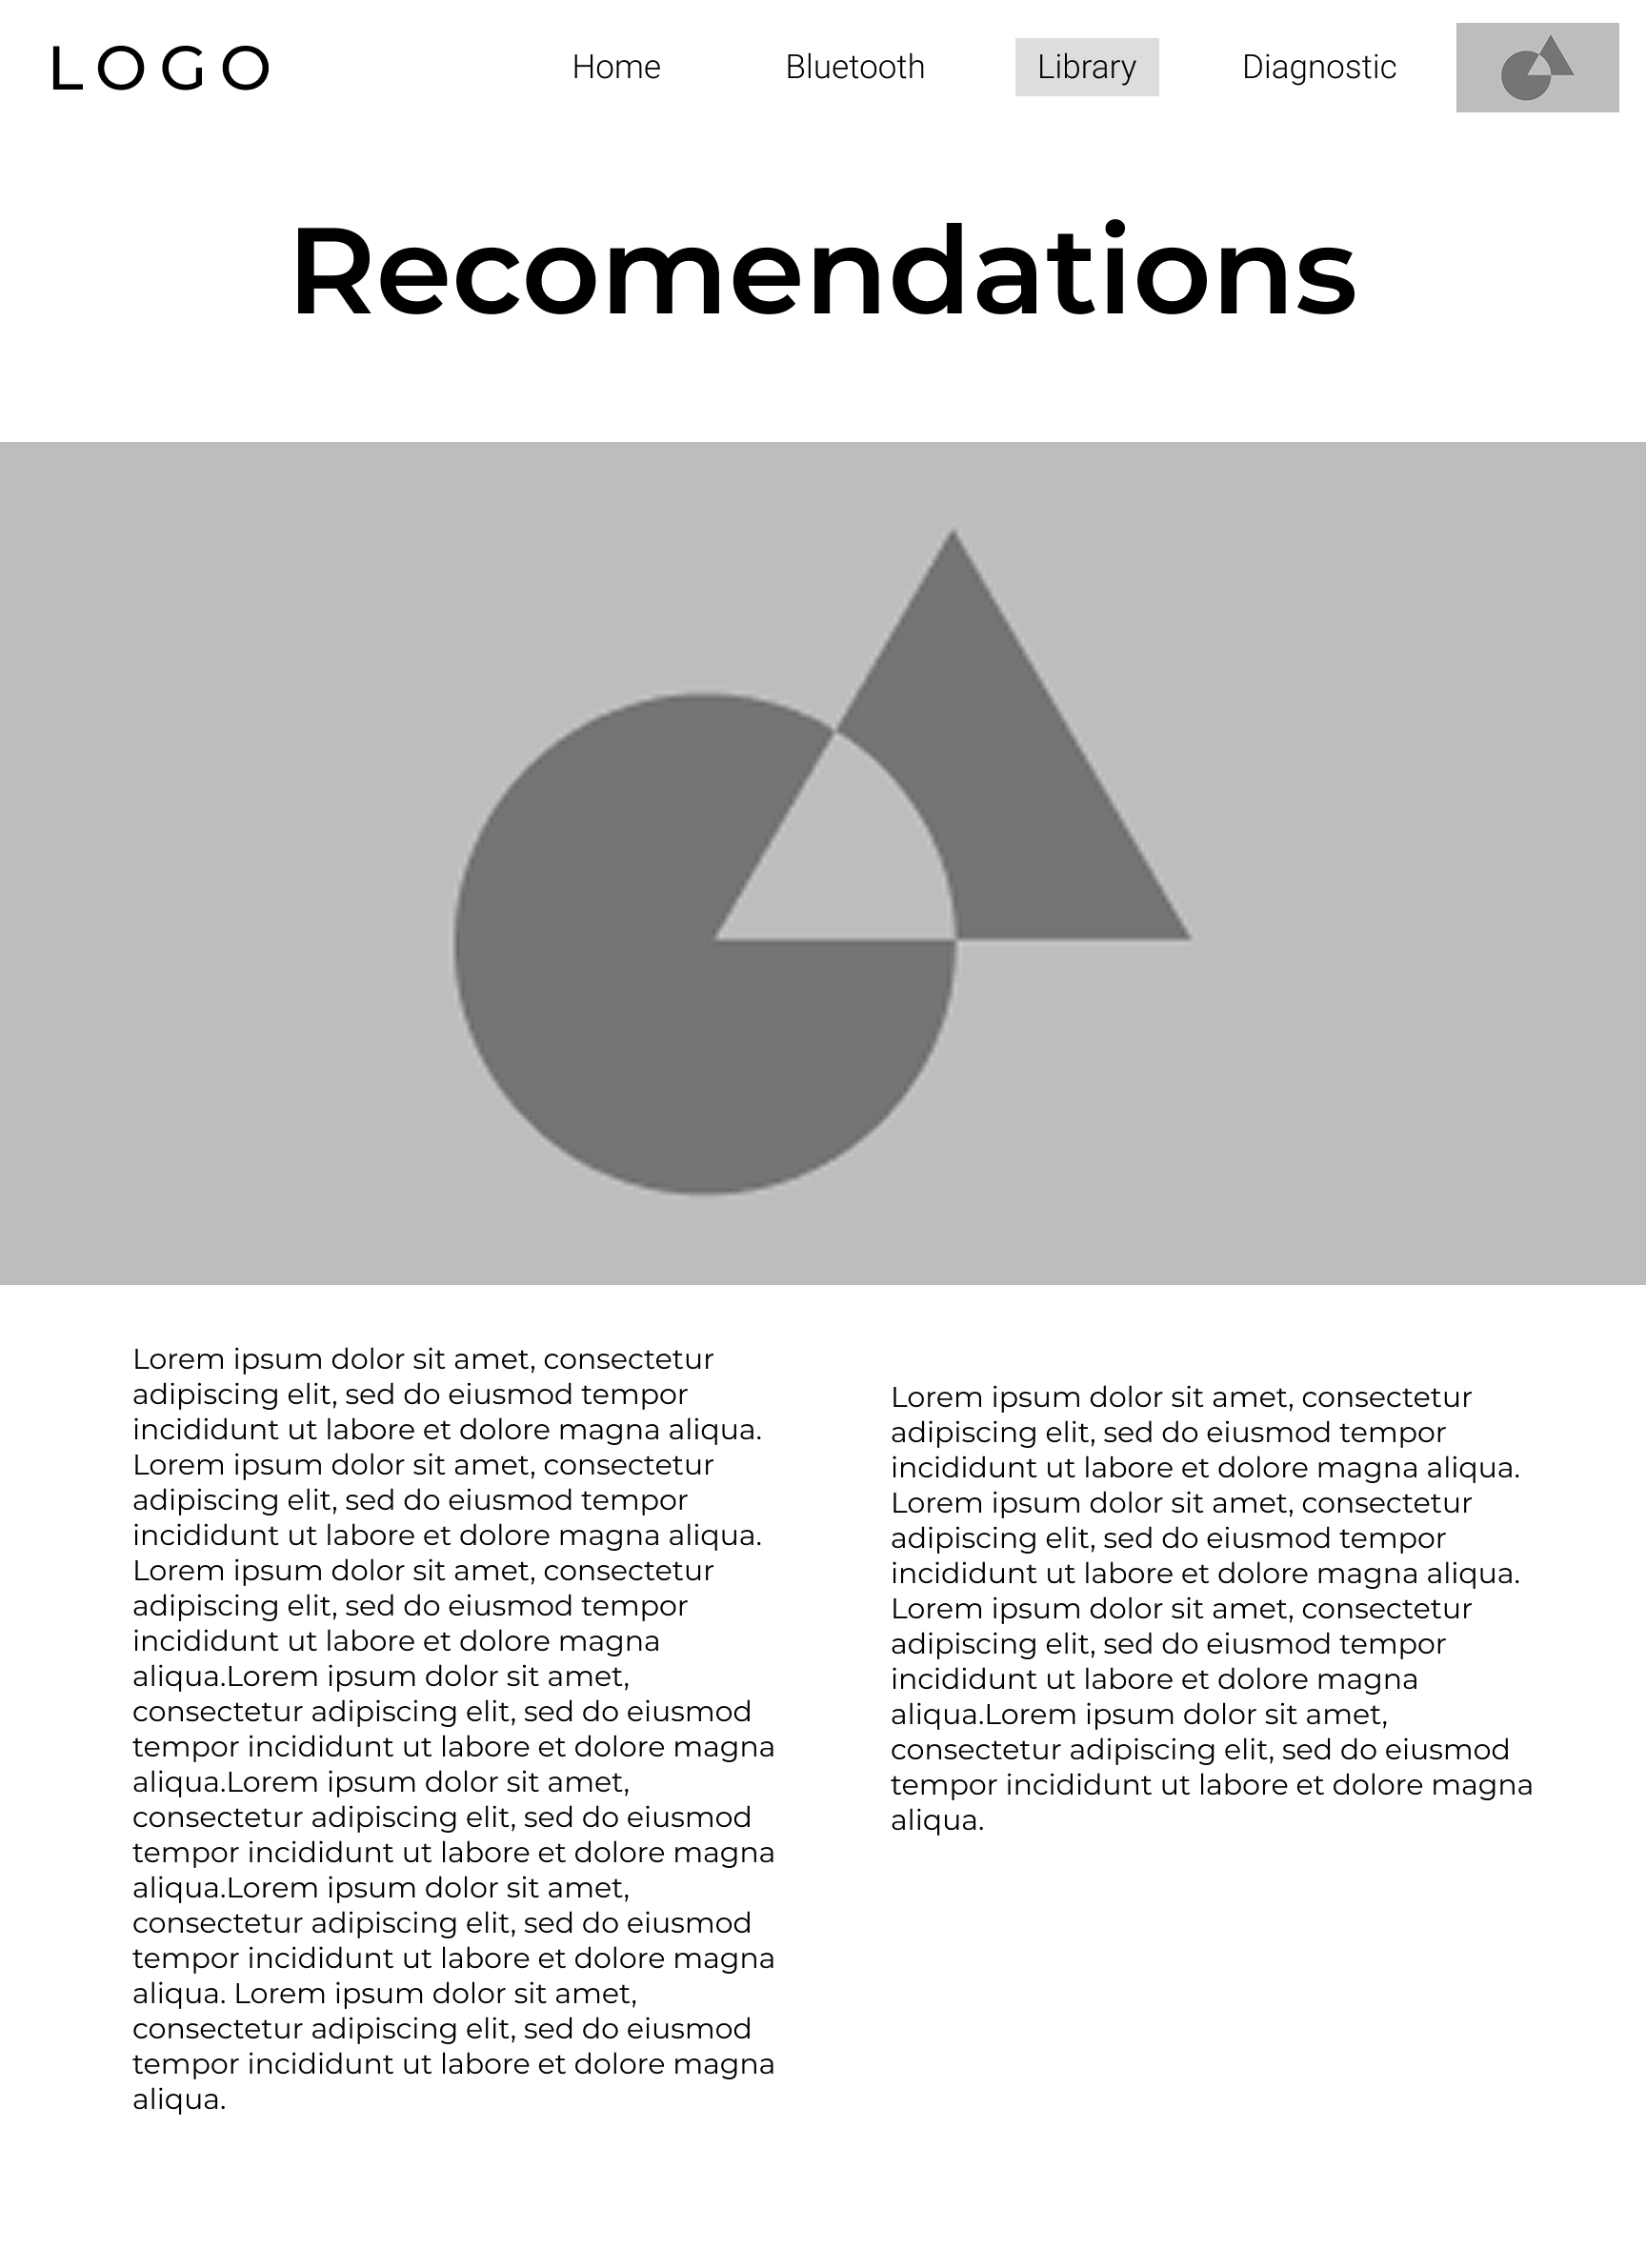 LOGO
Home
Bluetooth
Library
Diagnostic
Recomendations
Lorem ipsum dolor sit amet, consectetur
adipiscing elit, sed do eiusmod tempor
incididunt ut labore et dolore magna aliqua.
Lorem ipsum dolor sit amet, consectetur
adipiscing elit, sed do eiusmod tempor
incididunt ut labore et dolore magna aliqua.
Lorem ipsum dolor sit amet, consectetur
adipiscing elit, sed do eiusmod tempor
incididunt ut labore et dolore magna
aliqua.Lorem ipsum dolor sit amet,
consectetur adipiscing elit, sed do eiusmod
tempor incididunt ut labore et dolore magna
aliqua.Lorem ipsum dolor sit amet,
consectetur adipiscing elit, sed do eiusmod
tempor incididunt ut labore et dolore magna
aliqua.Lorem ipsum dolor sit amet,
consectetur adipiscing elit, sed do eiusmod
tempor incididunt ut labore et dolore magna
aliqua. Lorem ipsum dolor sit amet,
consectetur adipiscing elit, sed do eiusmod
tempor incididunt ut labore et dolore magna
aliqua.
Lorem ipsum dolor sit amet, consectetur
adipiscing elit, sed do eiusmod tempor
incididunt ut labore et dolore magna aliqua.
Lorem ipsum dolor sit amet, consectetur
adipiscing elit, sed do eiusmod tempor
incididunt ut labore et dolore magna aliqua.
Lorem ipsum dolor sit amet, consectetur
adipiscing elit, sed do eiusmod tempor
incididunt ut labore et dolore magna
aliqua.Lorem ipsum dolor sit amet,
consectetur adipiscing elit, sed do eiusmod
tempor incididunt ut labore et dolore magna
aliqua.